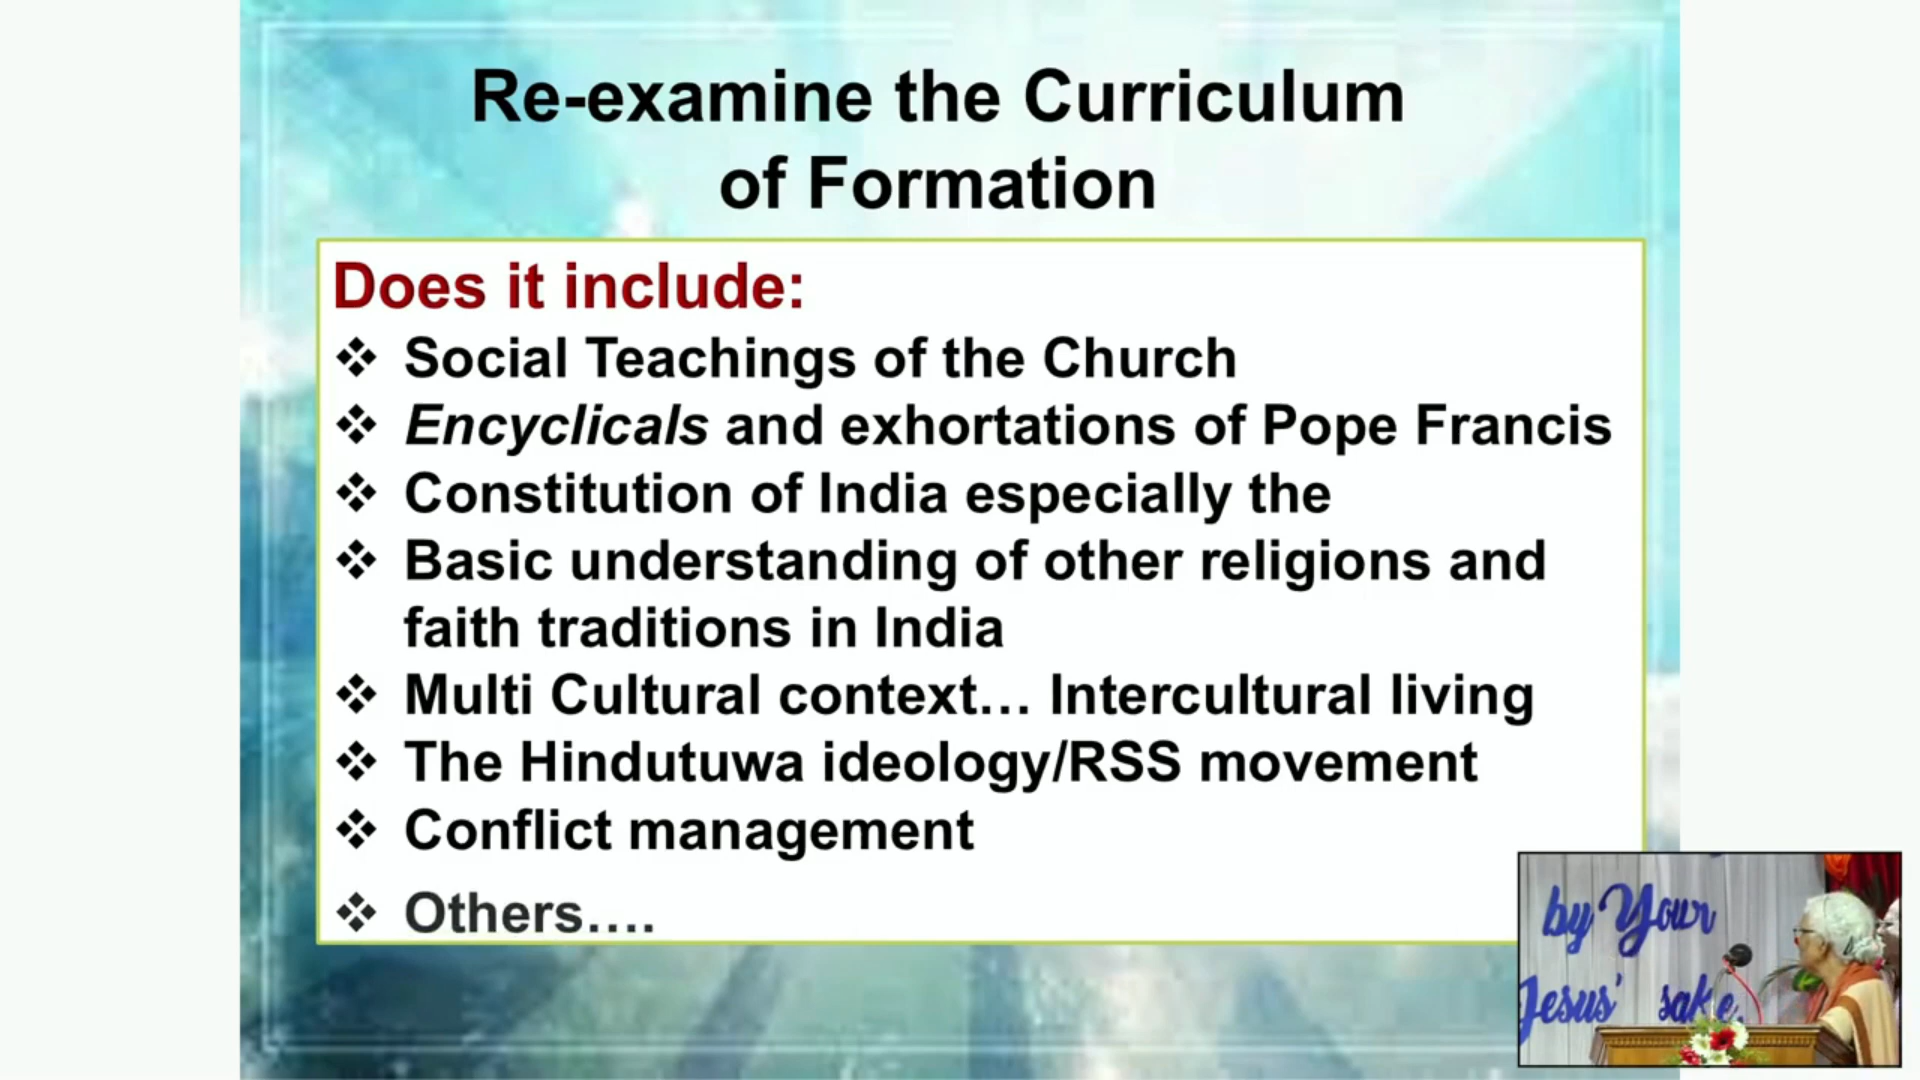 Re-examine the Curriculum
of Formation
Does it include:
❖ Social Teachings of the Church
❖ Encyclicals and exhortations of Pope Francis
❖ Constitution of India especially the
❖ Basic understanding of other religions and
faith traditions in India
❖ Multi Cultural context… Intercultural living
❖ The Hindutuwa ideology/RSS movement
❖ Conflict management
❖ Others….
by Your
Jesus' sake